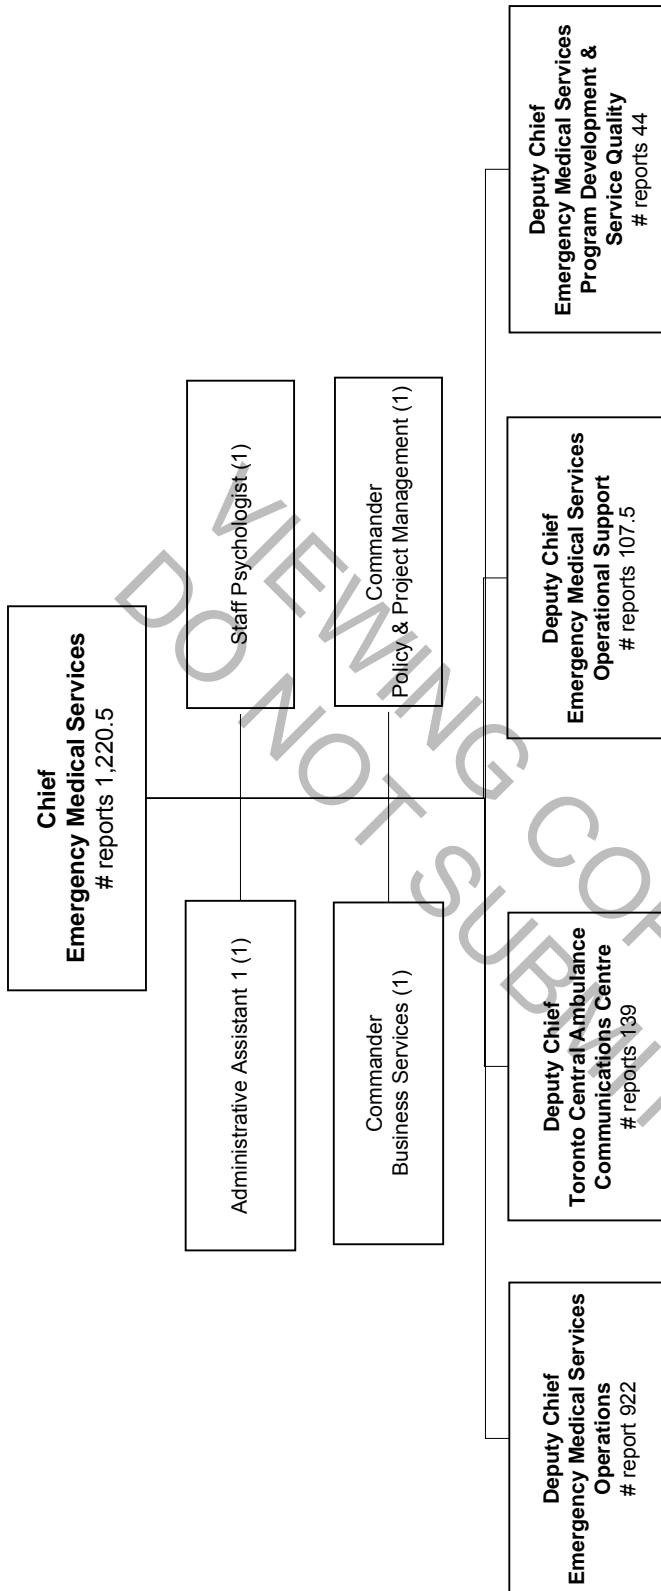 Chief
Emergency Medical Services
# reports 1,220.5
Administrative Assistant 1 (1)
Staff Psychologist (1)
Commander
Business Services (1)
Commander
Policy & Project Management (1)
Deputy Chief
Emergency Medical Services
Operations
# report 922
Deputy Chief
Toronto Central Ambulance
Communications Centre
# reports 139
Deputy Chief
Emergency Medical Services
Operational Support
# reports 107.5
Deputy Chief
Emergency Medical Services
Program Development &
Service Quality
# reports 44
VIEWING COP
DO NOT SUBMIT